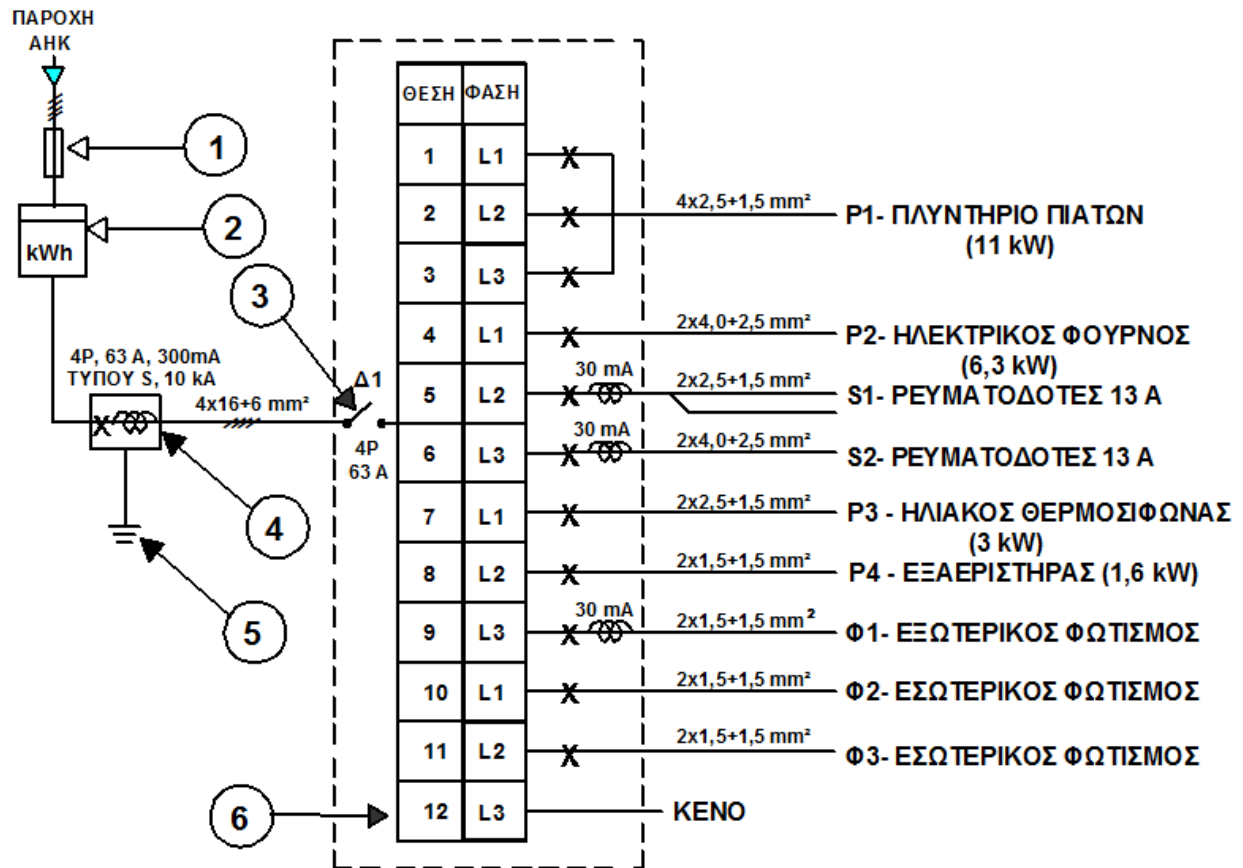 ΠΑΡΟΧΗ
ΑΗΚ
1
2
kWh
3
4P, 63 A, 300mA
ΤΥΠΟΥ S, 10 kA
4x16+6 mm²
Δ1
4P
63 A
4
5
6
ΘΕΣΗ ΦΑΣΗ
1 L1
2 L2
3 L3
4 L1
5 L2
6 L3
7 L1
8 L2
9 L3
10 L1
11 L2
12 L3
4x2,5+1,5 mm²
P1- ΠΛΥΝΤΗΡΙΟ ΠΙΑΤΩΝ
(11 kW)
2x4,0+2,5 mm²
P2- ΗΛΕΚΤΡΙΚΟΣ ΦΟΥΡΝΟΣ
(6,3 kW)
30 mA
2x2,5+1,5 mm²
S1- ΡΕΥΜΑΤΟΔΟΤΕΣ 13 A
30 mA
2x4,0+2,5 mm²
S2- ΡΕΥΜΑΤΟΔΟΤΕΣ 13 A
2x2,5+1,5 mm²
P3 - ΗΛΙΑΚΟΣ ΘΕΡΜΟΣΙΦΩΝΑΣ
(3 kW)
2x1,5+1,5 mm²
P4 - ΕΞΑΕΡΙΣΤΗΡΑΣ (1,6 kW)
30 mA
2x1,5+1,5 mm²
Φ1- ΕΞΩΤΕΡΙΚΟΣ ΦΩΤΙΣΜΟΣ
2x1,5+1,5 mm²
Φ2- ΕΣΩΤΕΡΙΚΟΣ ΦΩΤΙΣΜΟΣ
2x1,5+1,5 mm²
Φ3- ΕΣΩΤΕΡΙΚΟΣ ΦΩΤΙΣΜΟΣ
ΚΕΝΟ